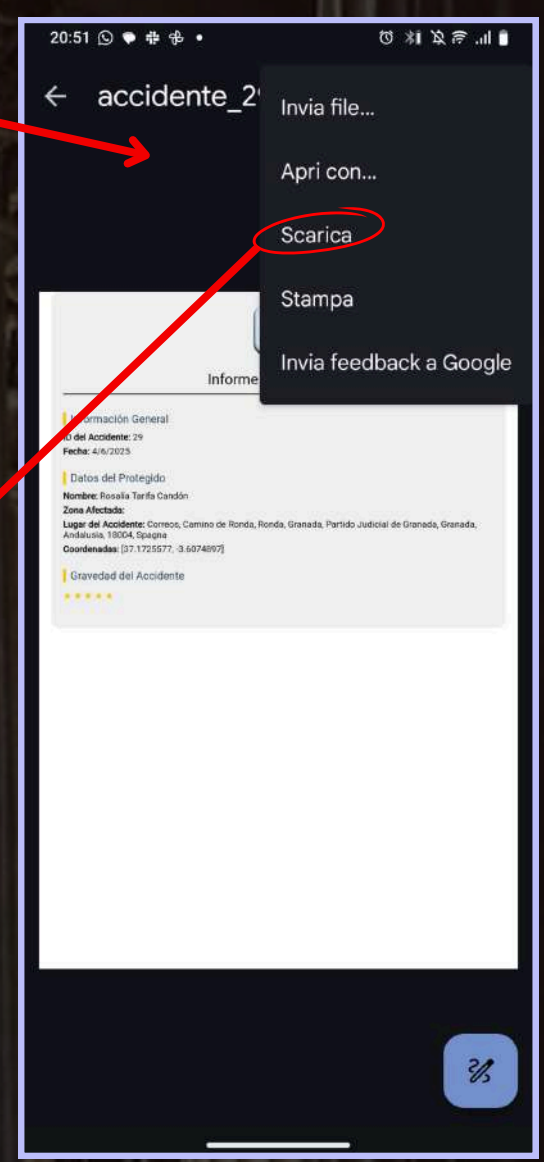 20:51
accidente_2
Invia file...
Apri con...
Scarica
Stampa
Invia feedback a Google
Informe
Información General
ID del Accidente: 29
Fecha: 4/6/2025
Datos del Protegido
Nombre: Rosalía Tarifa Candón
Zona Afectada:
Lugar del Accidente: Correos, Camino de Ronda, Ronda, Granada, Partido Judicial de Granada, Granada,
Andalusia, 18004, Spagna
Coordenadas: [37.1725577, -3.6074897]
Gravedad del Accidente